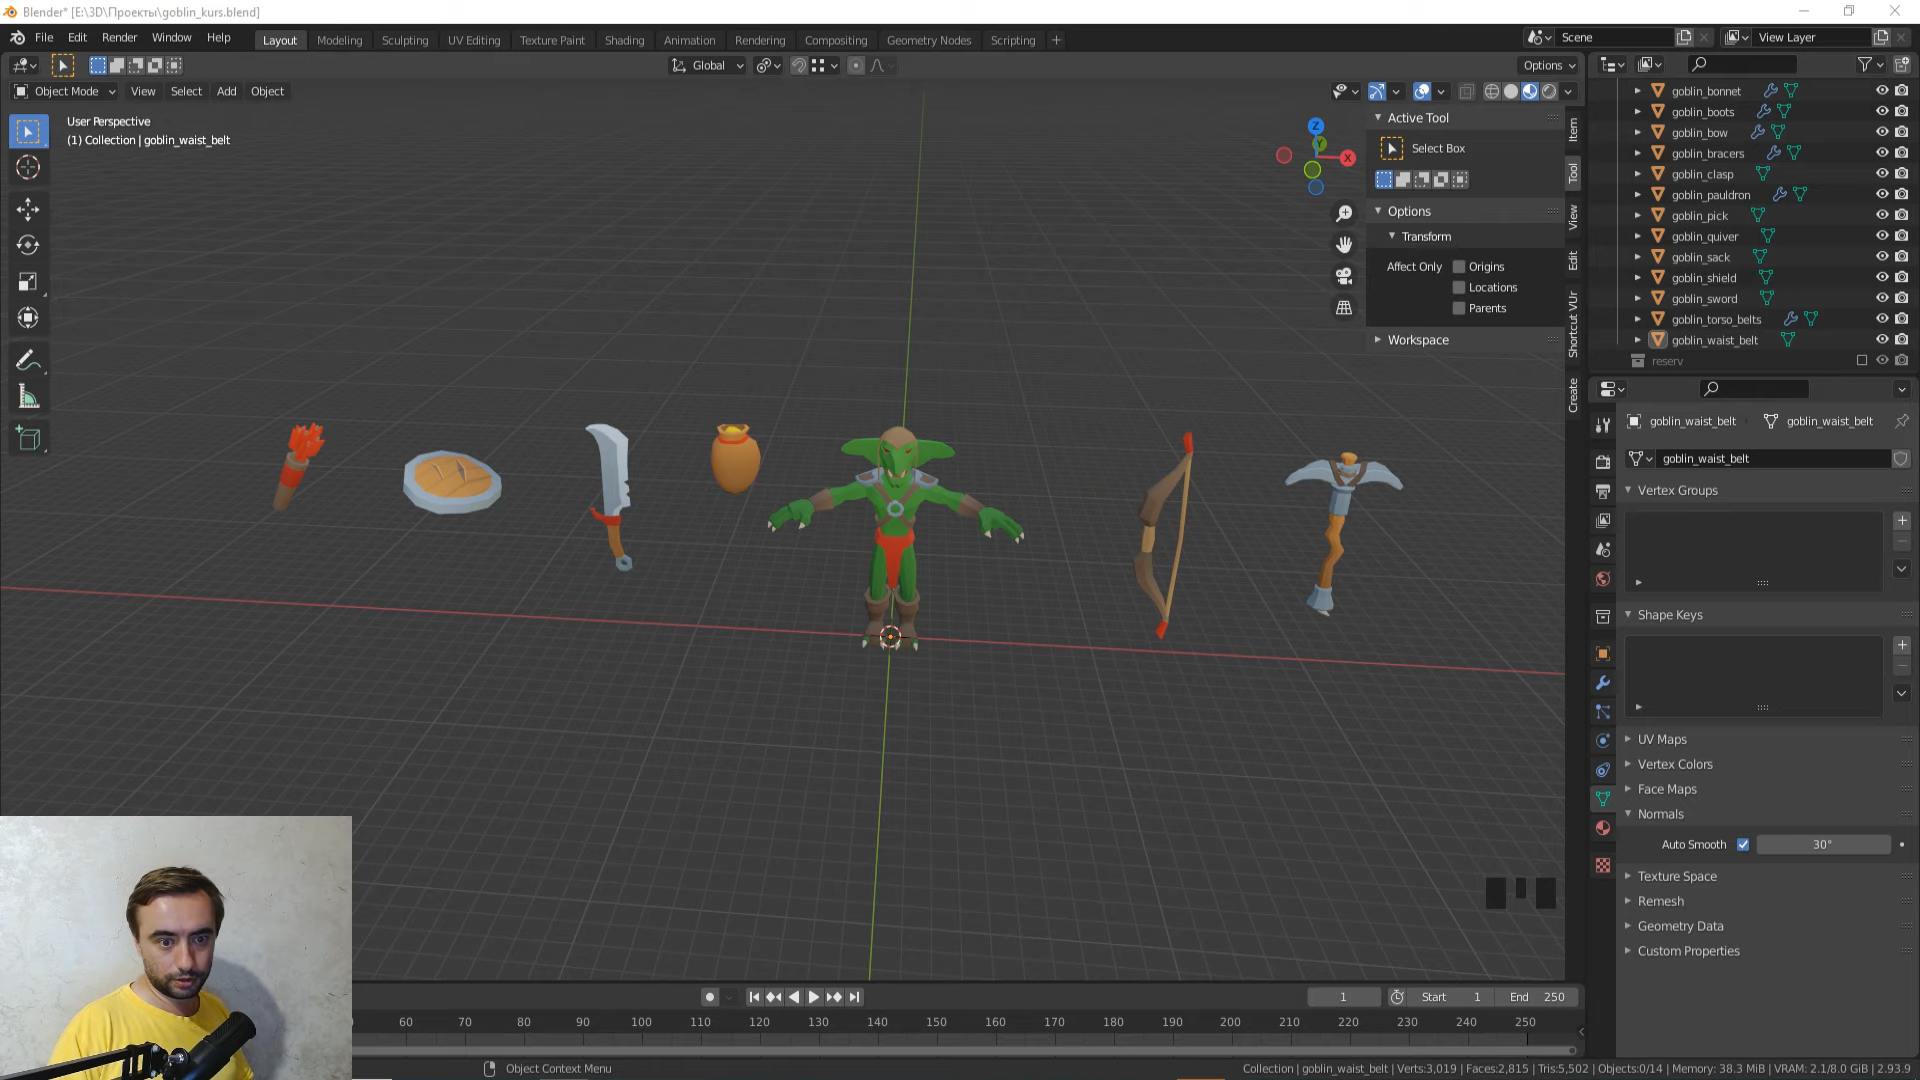 Blender* [E:\3D\Проекты\goblin_kurs.blend]
File Edit Render Window Help
Layout Modeling Sculpting UV Editing Texture Paint Shading Animation Rendering Compositing Geometry Nodes Scripting +
Scene
View Layer
Global
Options
Object Mode View Select Add Object
User Perspective
(1) Collection | goblin_waist_belt
Z
Y
X
Active Tool
Select Box
Options
Transform
Affect Only Origins
Locations
Parents
Workspace
Item
Tool
View
Edit
Shortcut VUr
Create
goblin_bonnet
goblin_boots
goblin_bow
goblin_bracers
goblin_clasp
goblin_pauldron
goblin_pick
goblin_quiver
goblin_sack
goblin_shield
goblin_sword
goblin_torso_belts
goblin_waist_belt
reserv
goblin_waist_belt goblin_waist_belt
goblin_waist_belt
Vertex Groups
Shape Keys
UV Maps
Vertex Colors
Face Maps
Normals
Auto Smooth 30°
Texture Space
Remesh
Geometry Data
Custom Properties
1 Start 1 End 250
60 70 80 90 100 110 120 130 140 150 160 170 180 190 200 210 220 230 240 250
Object Context Menu
Collection | goblin_waist_belt | Verts:3,019 | Faces:2,815 | Tris:5,502 | Objects:0/14 | Memory: 38.3 MiB | VRAM: 2.1/8.0 GiB | 2.93.9